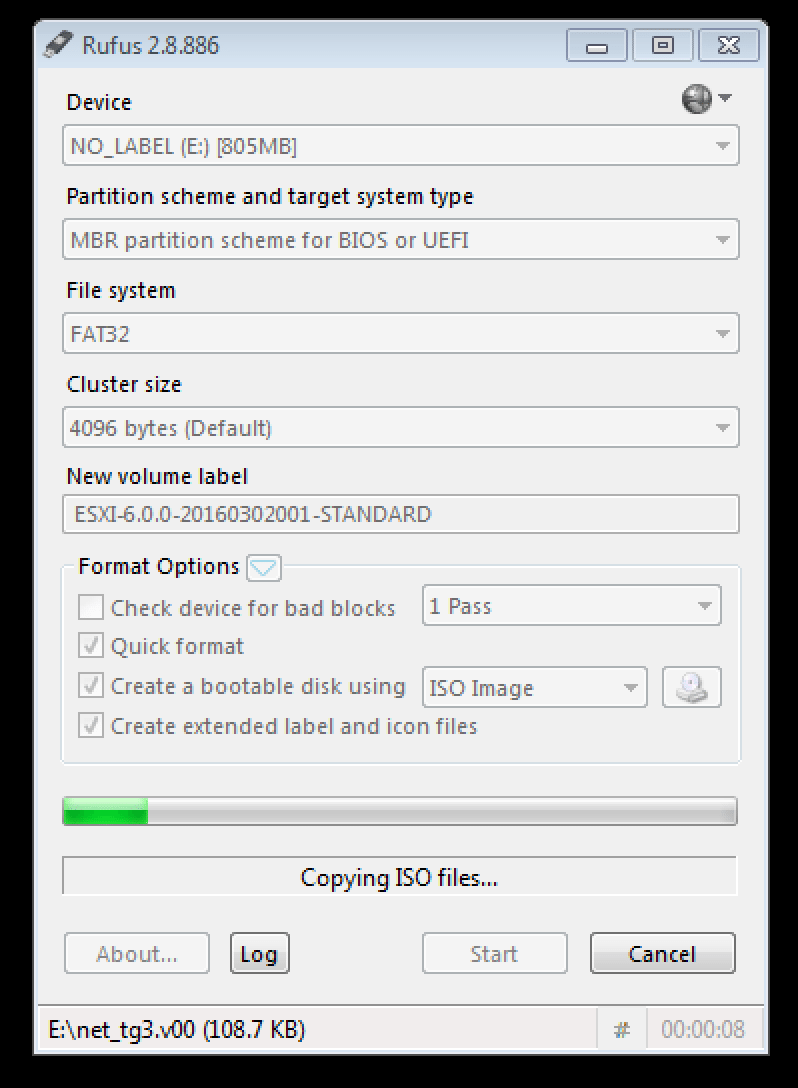 Rufus 2.8.886
Device
NO_LABEL (E:) [805MB]
Partition scheme and target system type
MBR partition scheme for BIOS or UEFI
File system
FAT32
Cluster size
4096 bytes (Default)
New volume label
ESXI-6.0.0-20160302001-STANDARD
Format Options
Check device for bad blocks 1 Pass
Quick format
Create a bootable disk using ISO Image
Create extended label and icon files
Copying ISO files...
About... Log Start Cancel
E:\net_tg3.v00 (108.7 KB) # 00:00:08